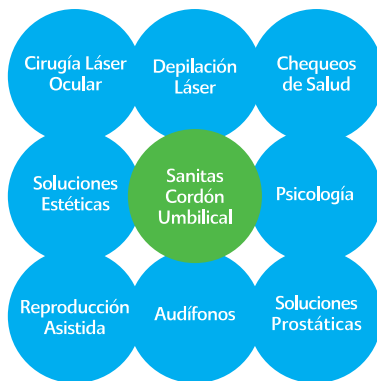 Cirugía Láser
Ocular
Depilación
Láser
Chequeos
de Salud
Soluciones
Estéticas
Sanitas
Cordón
Umbilical
Psicología
Reproducción
Asistida
Audífonos
Soluciones
Prostáticas